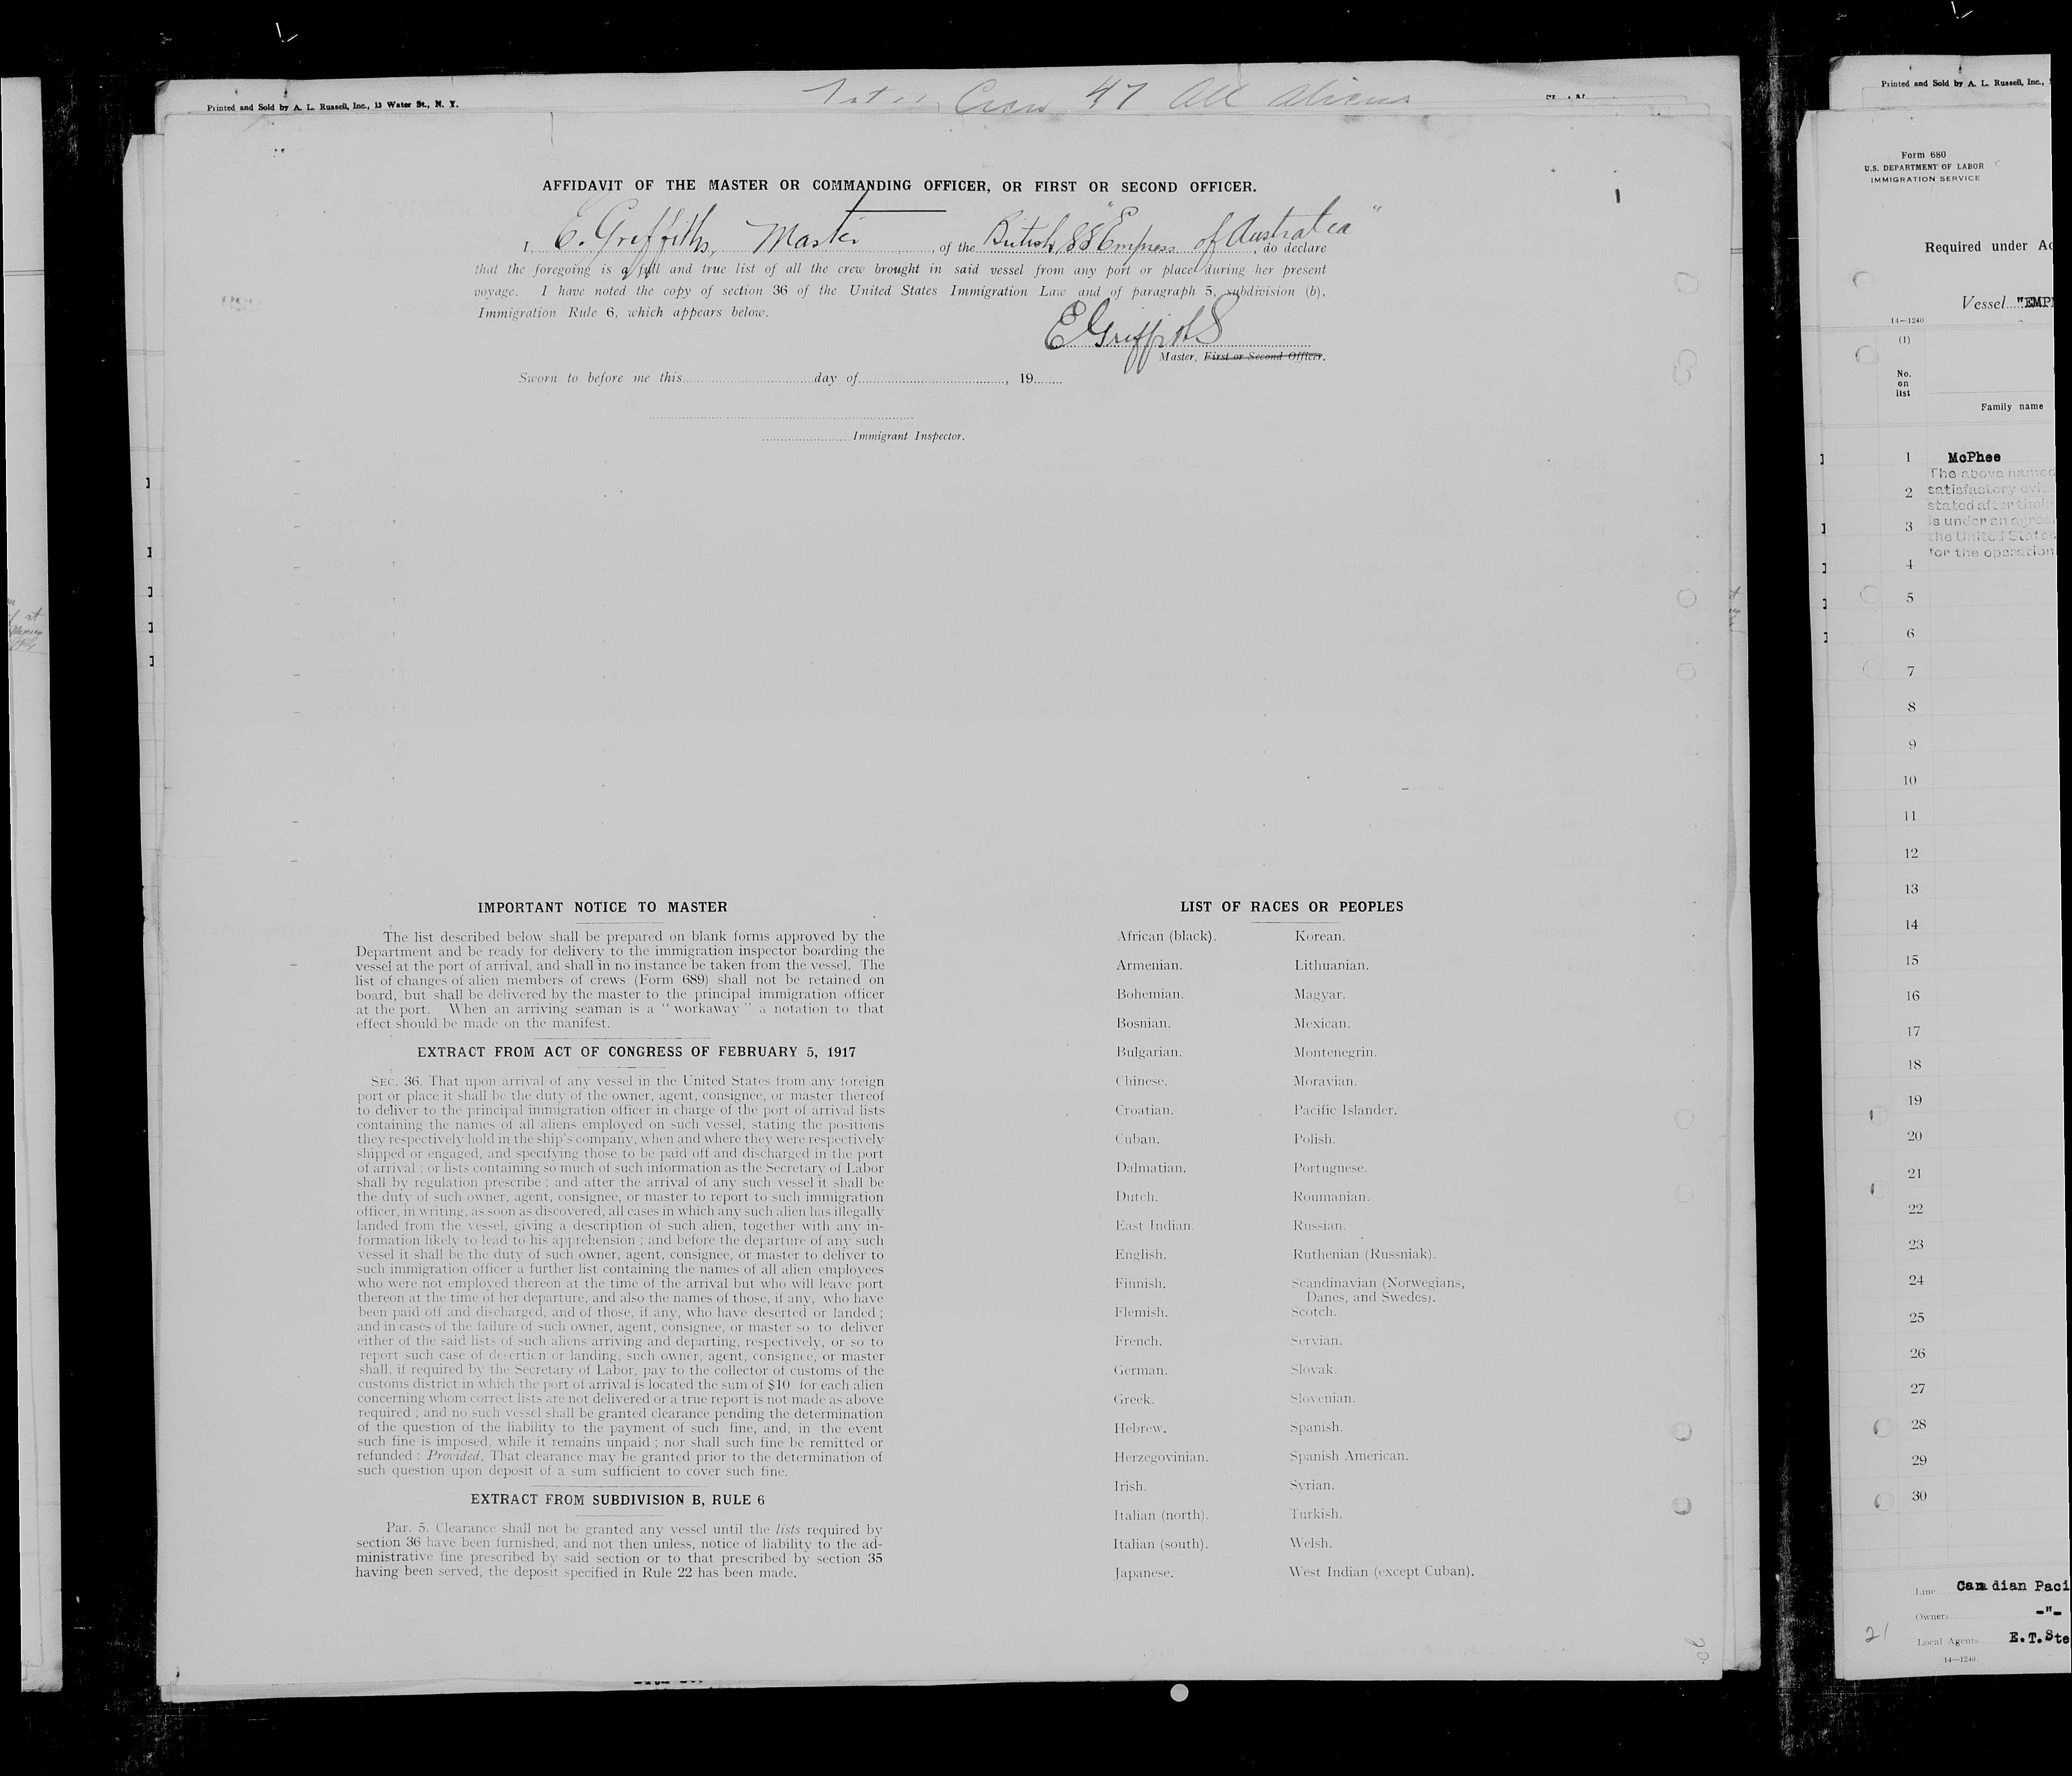 Printed and Sold by A. L. Russell, Inc., 13 Water St., N. Y.
Crew 47 All Aliens
AFFIDAVIT OF THE MASTER OR COMMANDING OFFICER, OR FIRST OR SECOND OFFICER.
I, E. Griffiths, Master, of the British SS "Empress of Australia", do declare
that the foregoing is a full and true list of all the crew brought in said vessel from any port or place during her present
voyage. I have noted the copy of section 36 of the United States Immigration Law and of paragraph 5, subdivision (b),
Immigration Rule 6, which appears below.
E Griffiths
Master, First or Second Officer.
Sworn to before me this day of , 19
Immigrant Inspector.
IMPORTANT NOTICE TO MASTER
The list described below shall be prepared on blank forms approved by the
Department and be ready for delivery to the immigration inspector boarding the
vessel at the port of arrival, and shall in no instance be taken from the vessel. The
list of changes of alien members of crews (Form 689) shall not be retained on
board, but shall be delivered by the master to the principal immigration officer
at the port. When an arriving seaman is a "workaway" a notation to that
effect should be made on the manifest.
EXTRACT FROM ACT OF CONGRESS OF FEBRUARY 5, 1917
SEC. 36. That upon arrival of any vessel in the United States from any foreign
port or place it shall be the duty of the owner, agent, consignee, or master thereof
to deliver to the principal immigration officer in charge of the port of arrival lists
containing the names of all aliens employed on such vessel, stating the positions
they respectively hold in the ship's company, when and where they were respectively
shipped or engaged, and specifying those to be paid off and discharged in the port
of arrival; or lists containing so much of such information as the Secretary of Labor
shall by regulation prescribe; and after the arrival of any such vessel it shall be
the duty of such owner, agent, consignee, or master to report to such immigration
officer, in writing, as soon as discovered, all cases in which any such alien has illegally
landed from the vessel, giving a description of such alien, together with any in-
formation likely to lead to his apprehension; and before the departure of any such
vessel it shall be the duty of such owner, agent, consignee, or master to deliver to
such immigration officer a further list containing the names of all alien employees
who were not employed thereon at the time of the arrival but who will leave port
thereon at the time of her departure, and also the names of those, if any, who have
been paid off and discharged, and of those, if any, who have deserted or landed;
and in cases of the failure of such owner, agent, consignee, or master so to deliver
either of the said lists of such aliens arriving and departing, respectively, or so to
report such case of desertion or landing, such owner, agent, consignee, or master
shall, if required by the Secretary of Labor, pay to the collector of customs of the
customs district in which the port of arrival is located the sum of $10 for each alien
concerning whom correct lists are not delivered or a true report is not made as above
required; and no such vessel shall be granted clearance pending the determination
of the question of the liability to the payment of such fine, and, in the event
such fine is imposed, while it remains unpaid; nor shall such fine be remitted or
refunded: Provided, That clearance may be granted prior to the determination of
such question upon deposit of a sum sufficient to cover such fine.
EXTRACT FROM SUBDIVISION B, RULE 6
Par. 5. Clearance shall not be granted any vessel until the lists required by
section 36 have been furnished, and not then unless, notice of liability to the ad-
ministrative fine prescribed by said section or to that prescribed by section 35
having been served, the deposit specified in Rule 22 has been made.
LIST OF RACES OR PEOPLES
African (black). Korean.
Armenian. Lithuanian.
Bohemian. Magyar.
Bosnian. Mexican.
Bulgarian. Montenegrin.
Chinese. Moravian.
Croatian. Pacific Islander.
Cuban. Polish.
Dalmatian. Portuguese.
Dutch. Roumanian.
East Indian. Russian.
English. Ruthenian (Russniak).
Finnish. Scandinavian (Norwegians,
Danes, and Swedes).
Flemish. Scotch.
French. Servian.
German. Slovak.
Greek. Slovenian.
Hebrew. Spanish.
Herzegovinian. Spanish American.
Irish. Syrian.
Italian (north). Turkish.
Italian (south). Welsh.
Japanese. West Indian (except Cuban).
Printed and Sold by A. L. Russell, Inc.,
Form 680
U.S. DEPARTMENT OF LABOR
IMMIGRATION SERVICE
Required under
Vessel "EMP
14—1240
(1)
No.
on
list
Family name
1 McPhee
The above named
satisfactory
stated after their
is under an
the United States
for the operation
2
3
4
5
6
7
8
9
10
11
12
13
14
15
16
17
18
19
20
21
22
23
24
25
26
27
28
29
30
Line Canadian Paci
Owners -"-
21
Local Agents E.T.Ste
14—1240